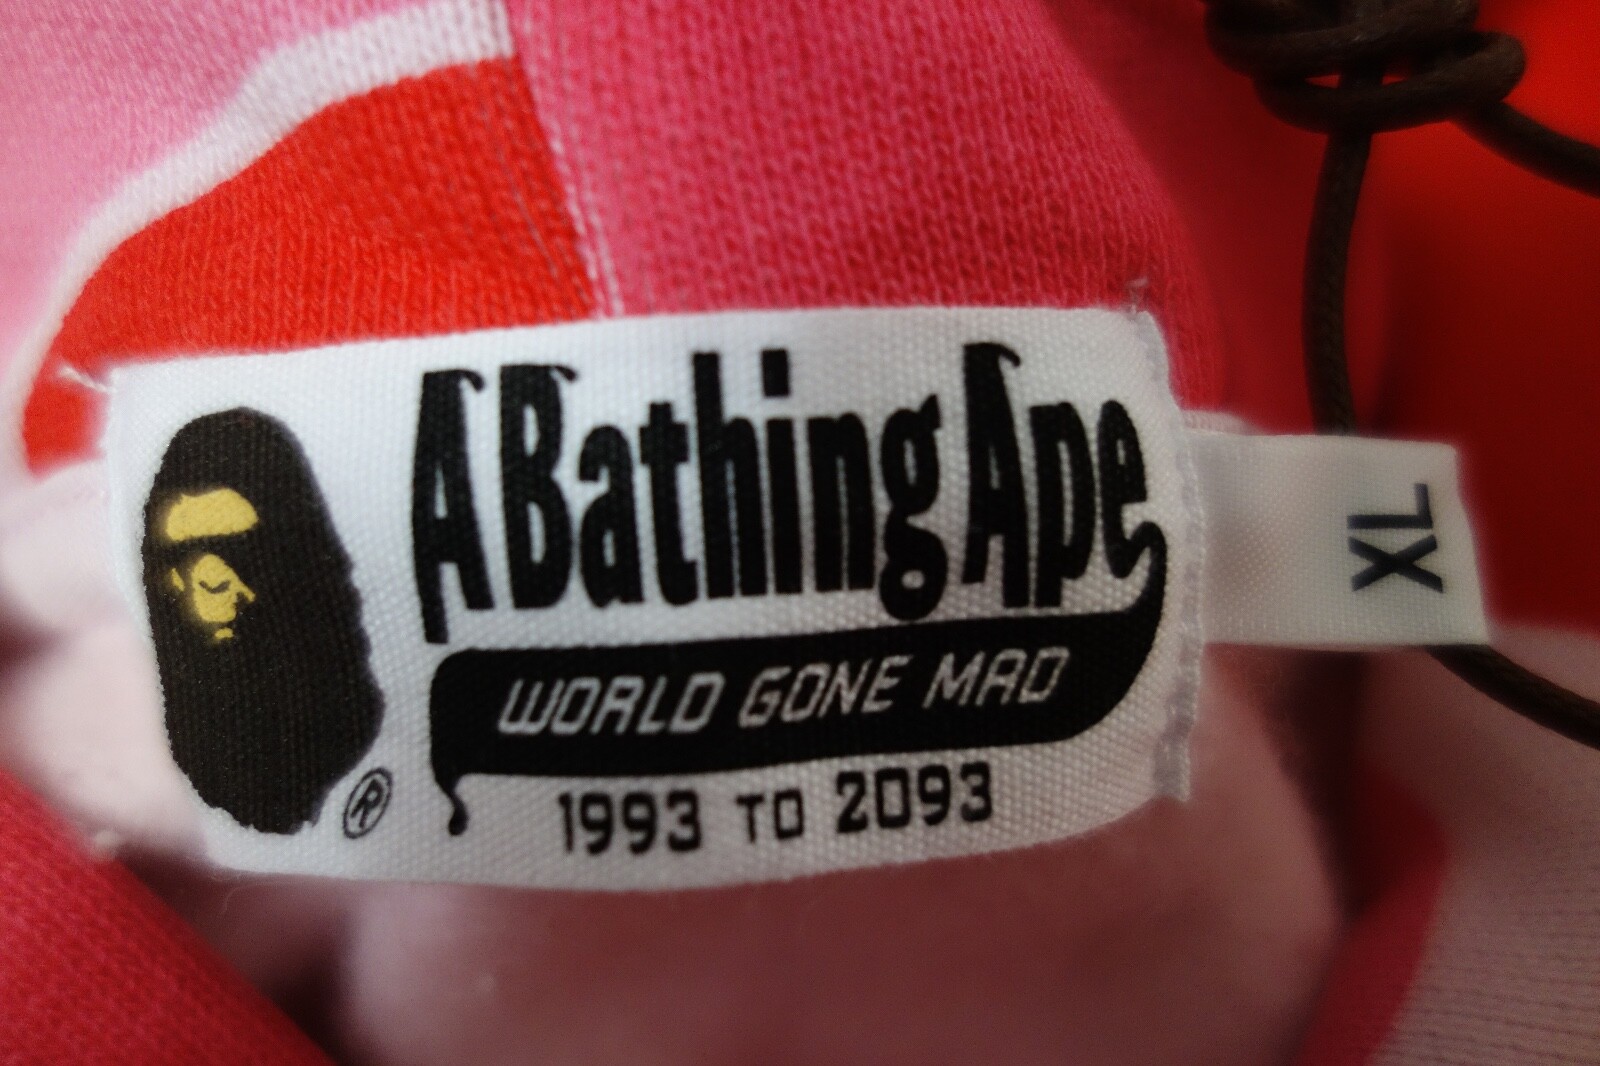 A Bathing Ape
WORLD GONE MAD
®
1993 TO 2093
XL